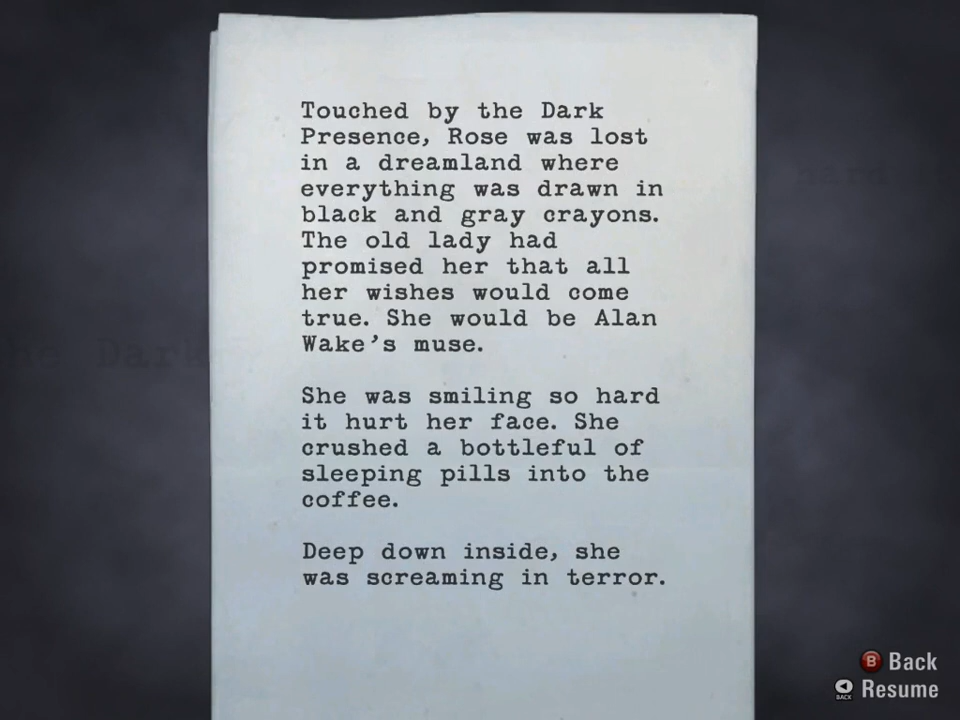 Touched by the Dark
Presence, Rose was lost
in a dreamland where
everything was drawn in
black and gray crayons.
The old lady had
promised her that all
her wishes would come
true. She would be Alan
Wake's muse.
She was smiling so hard
it hurt her face. She
crushed a bottleful of
sleeping pills into the
coffee.
Deep down inside, she
was screaming in terror.
he Dark
B Back
BACK Resume